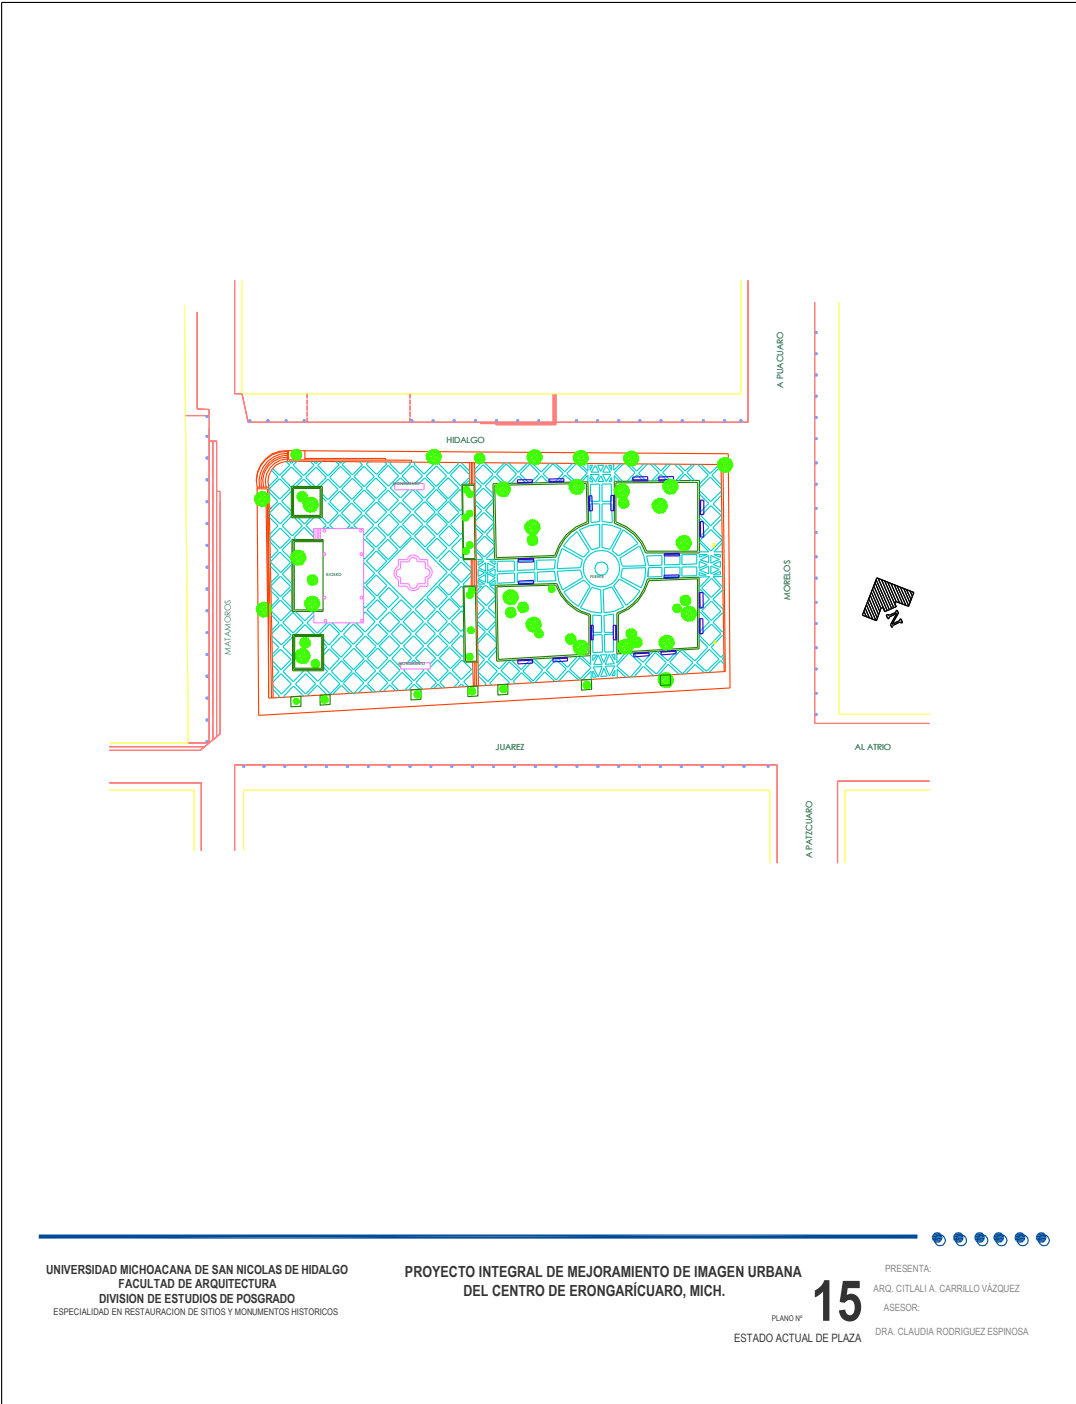 A PUACUARO
HIDALGO
KIOSKO
FUENTE
MORELOS
MATAMOROS
N
JUAREZ
AL ATRIO
A PATZCUARO
UNIVERSIDAD MICHOACANA DE SAN NICOLAS DE HIDALGO
FACULTAD DE ARQUITECTURA
DIVISION DE ESTUDIOS DE POSGRADO
ESPECIALIDAD EN RESTAURACION DE SITIOS Y MONUMENTOS HISTORICOS
PROYECTO INTEGRAL DE MEJORAMIENTO DE IMAGEN URBANA
DEL CENTRO DE ERONGARÍCUARO, MICH.
PLANO Nº 15
ESTADO ACTUAL DE PLAZA
PRESENTA:
ARQ. CITLALI A. CARRILLO VÁZQUEZ
ASESOR:
DRA. CLAUDIA RODRIGUEZ ESPINOSA